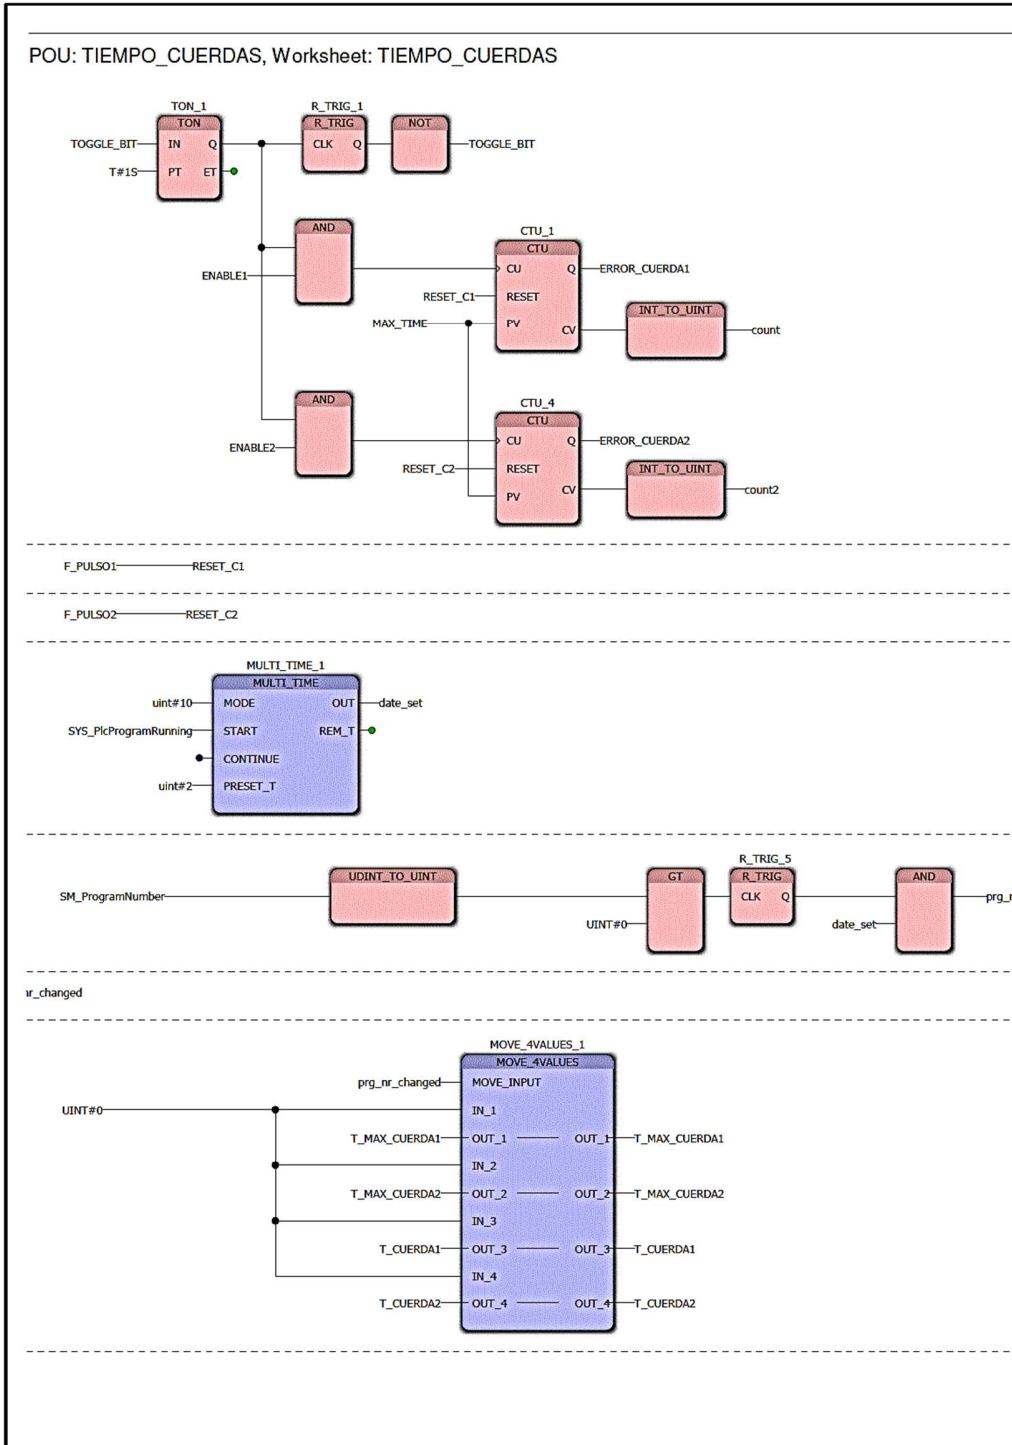 POU: TIEMPO_CUERDAS, Worksheet: TIEMPO_CUERDAS
TON_1 R_TRIG_1
TON R_TRIG NOT
TOGGLE_BIT IN Q CLK Q TOGGLE_BIT
T#1S PT ET
AND CTU_1
CTU
ENABLE1 CU Q ERROR_CUERDA1
RESET_C1 RESET INT_TO_UINT
MAX_TIME PV CV count
AND CTU_4
CTU
ENABLE2 CU Q ERROR_CUERDA2
RESET_C2 RESET INT_TO_UINT
PV CV count2
F_PULSO1 RESET_C1
F_PULSO2 RESET_C2
MULTI_TIME_1
MULTI_TIME
uint#10 MODE OUT date_set
SYS_PlcProgramRunning START REM_T
CONTINUE
uint#2 PRESET_T
R_TRIG_5
UDINT_TO_UINT GT R_TRIG AND
SM_ProgramNumber CLK Q prg_r
UINT#0 date_set
nr_changed
MOVE_4VALUES_1
MOVE_4VALUES
prg_nr_changed MOVE_INPUT
UINT#0 IN_1
T_MAX_CUERDA1 OUT_1 OUT_1 T_MAX_CUERDA1
IN_2
T_MAX_CUERDA2 OUT_2 OUT_2 T_MAX_CUERDA2
IN_3
T_CUERDA1 OUT_3 OUT_3 T_CUERDA1
IN_4
T_CUERDA2 OUT_4 OUT_4 T_CUERDA2